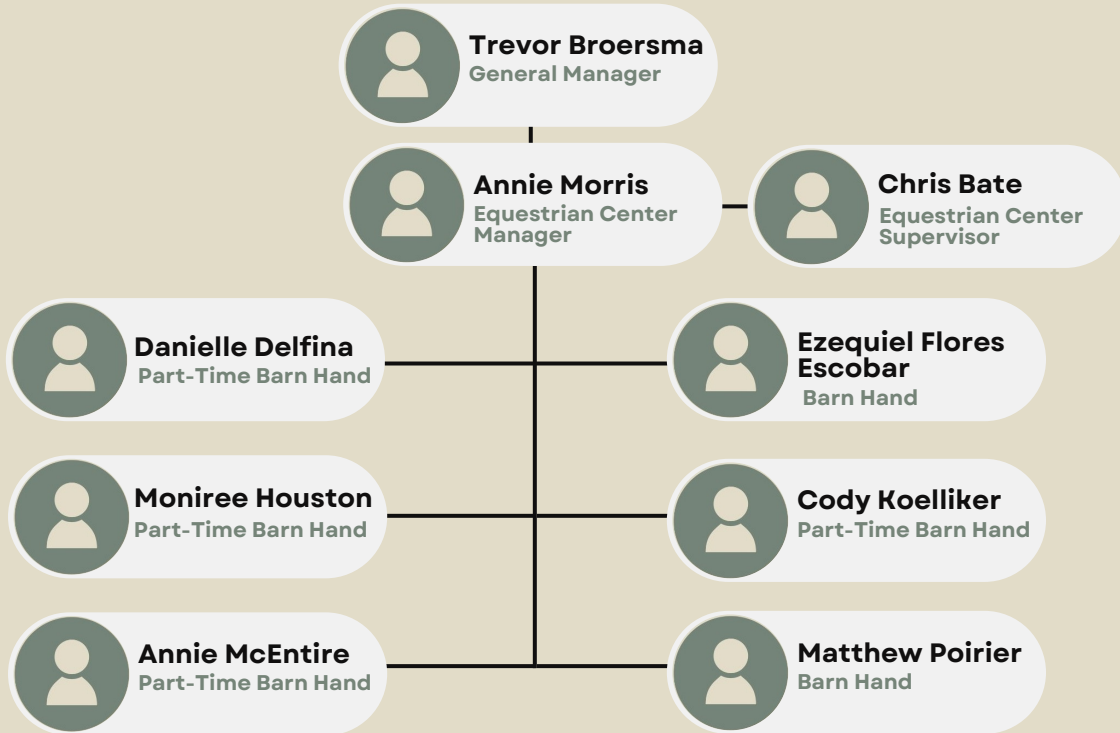 Trevor Broersma
General Manager
Annie Morris
Equestrian Center
Manager
Chris Bate
Equestrian Center
Supervisor
Danielle Delfina
Part-Time Barn Hand
Ezequiel Flores
Escobar
Barn Hand
Moniree Houston
Part-Time Barn Hand
Cody Koelliker
Part-Time Barn Hand
Annie McEntire
Part-Time Barn Hand
Matthew Poirier
Barn Hand